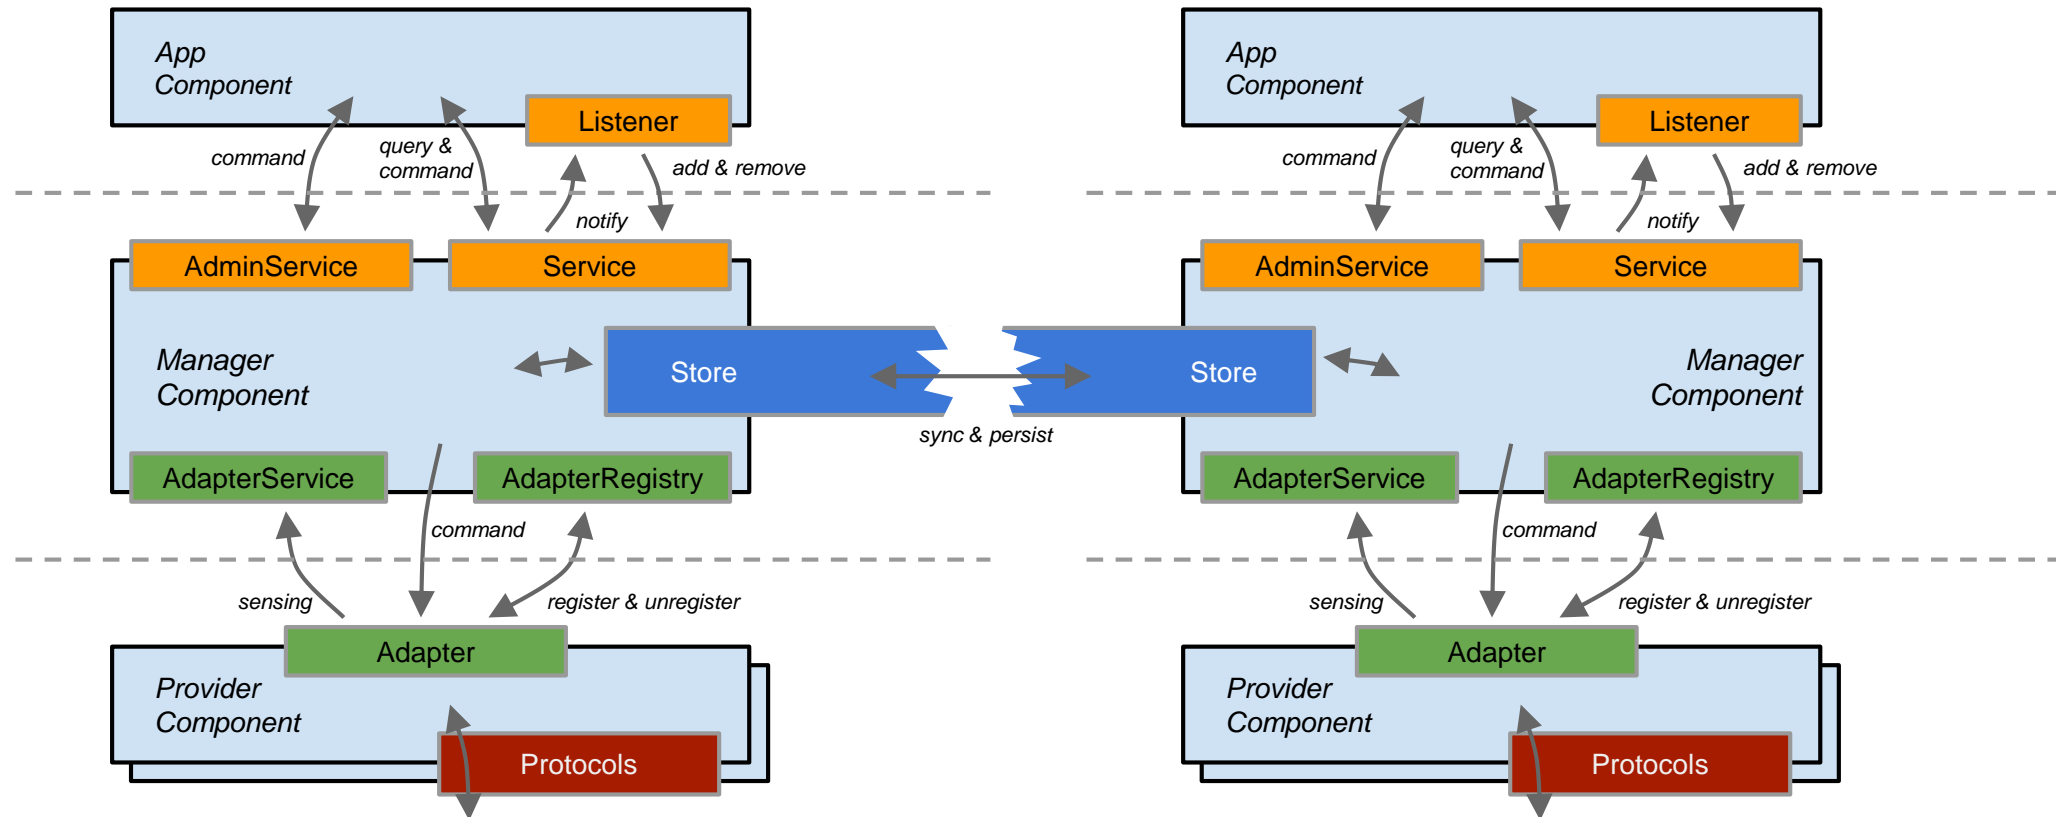 App
Component
Listener
command
query &
command
add & remove
notify
AdminService
Service
Manager
Component
Store
AdapterService
AdapterRegistry
command
sensing
register & unregister
Adapter
Provider
Component
Protocols
sync & persist
App
Component
Listener
command
query &
command
add & remove
notify
AdminService
Service
Store
Manager
Component
AdapterService
AdapterRegistry
command
sensing
register & unregister
Adapter
Provider
Component
Protocols